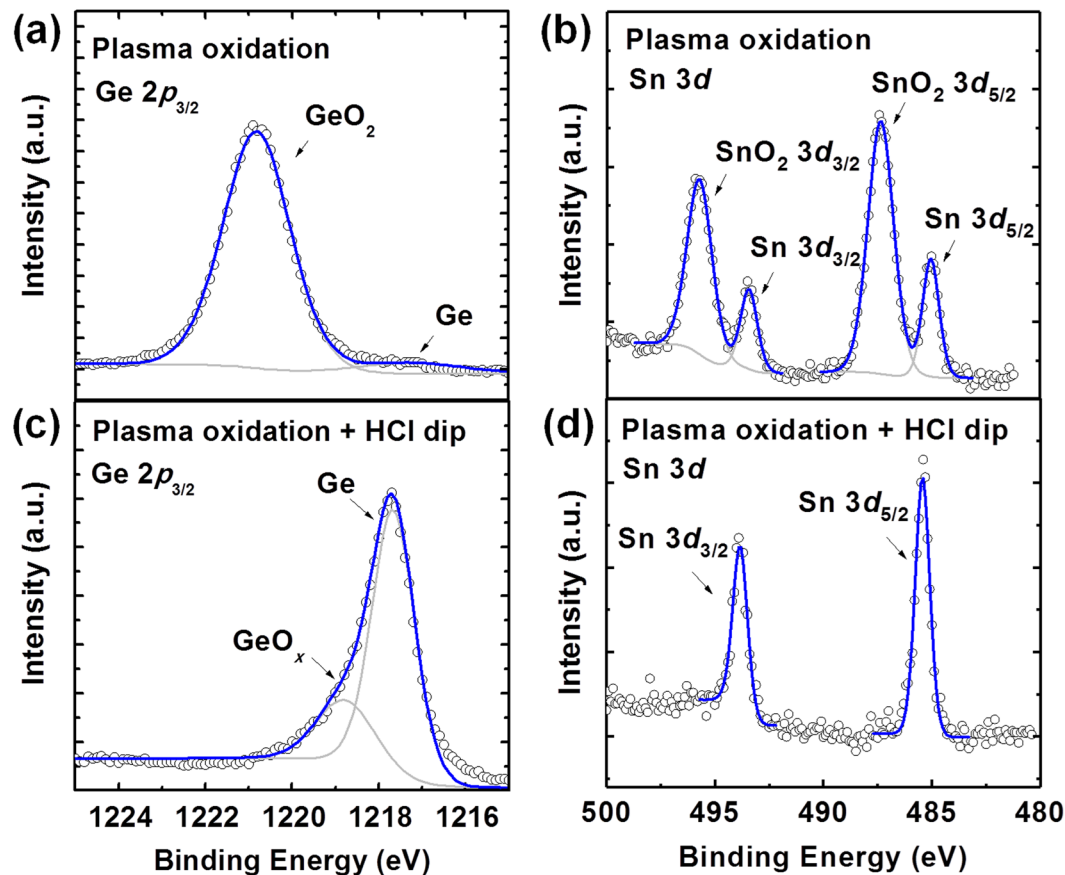 (a)
Plasma oxidation
Ge 2p3/2
GeO2
Ge
Intensity (a.u.)
(b)
Plasma oxidation
Sn 3d
SnO2 3d5/2
SnO2 3d3/2
Sn 3d5/2
Sn 3d3/2
Intensity (a.u.)
(c)
Plasma oxidation + HCl dip
Ge 2p3/2
Ge
GeOx
Intensity (a.u.)
1224 1222 1220 1218 1216
Binding Energy (eV)
(d)
Plasma oxidation + HCl dip
Sn 3d
Sn 3d5/2
Sn 3d3/2
Intensity (a.u.)
500 495 490 485 480
Binding Energy (eV)